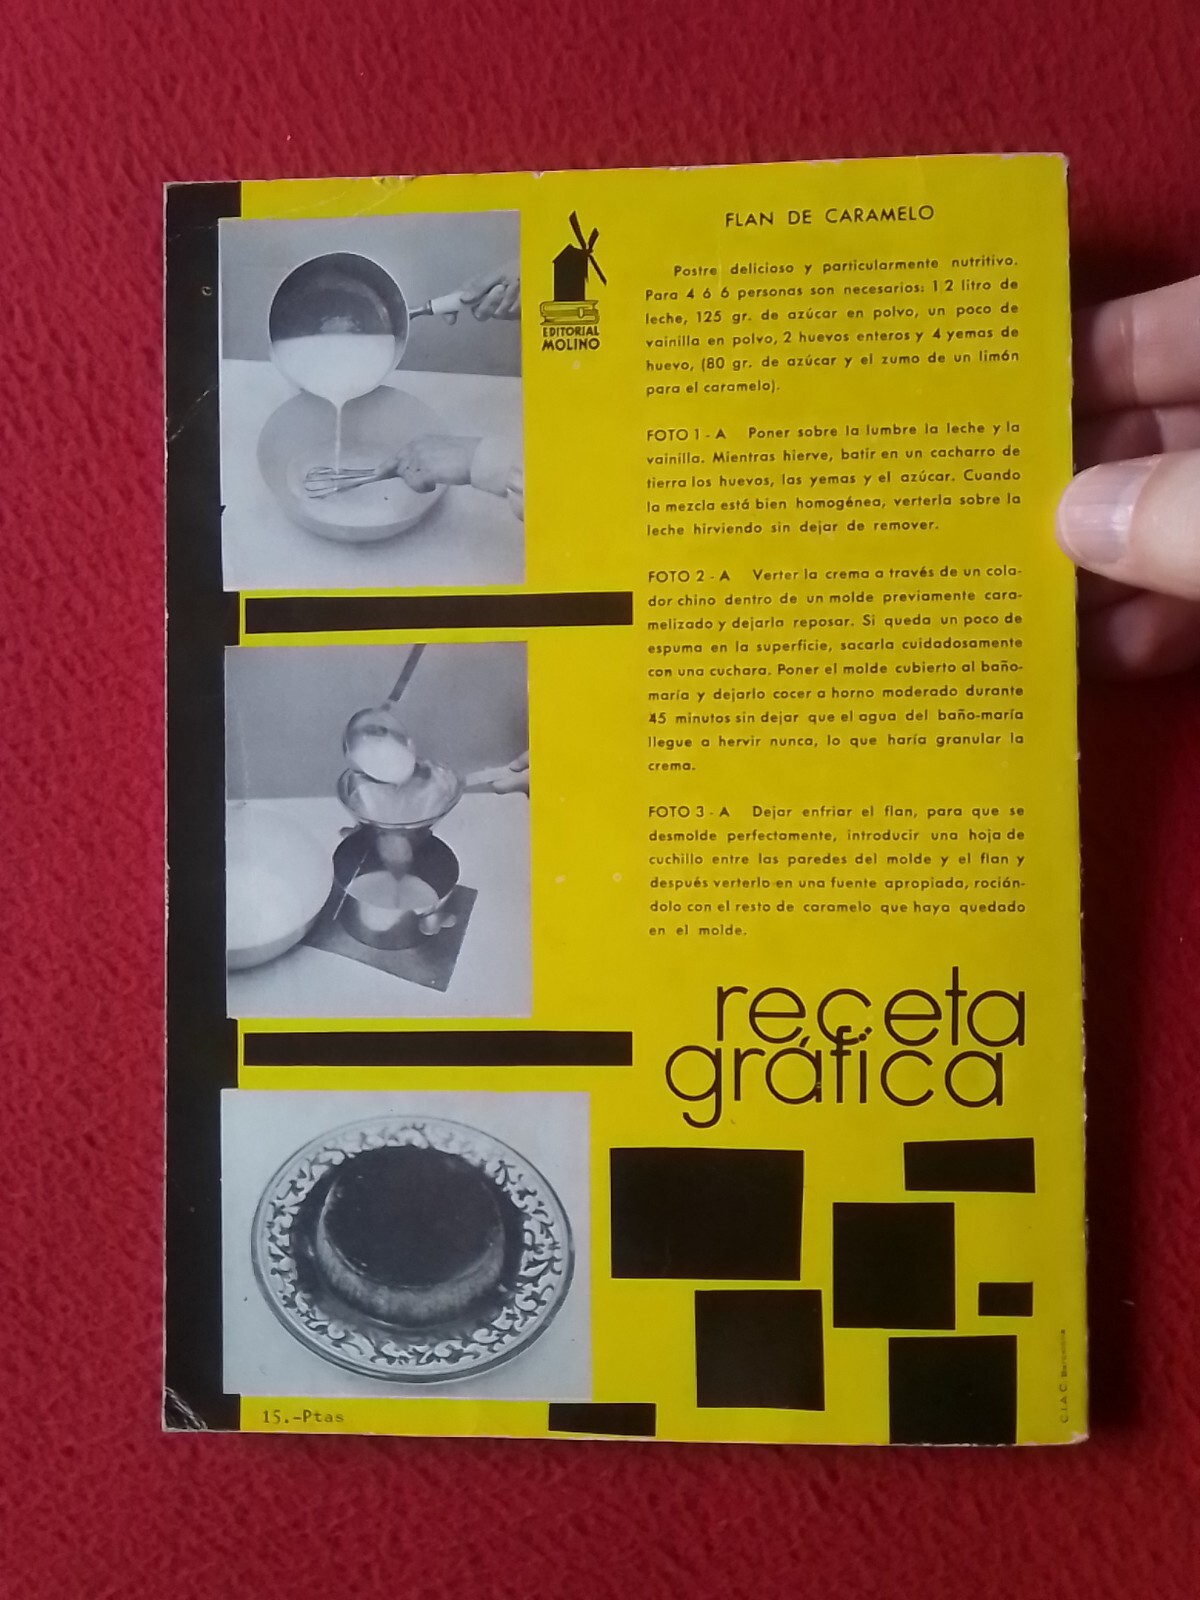 FLAN DE CARAMELO
Postre delicioso y particularmente nutritivo.
Para 4 ó 6 personas son necesarios: 1 2 litro de
leche, 125 gr. de azúcar en polvo, un poco de
vainilla en polvo, 2 huevos enteros y 4 yemas de
huevo, (80 gr. de azúcar y el zumo de un limón
para el caramelo).
EDITORIAL
MOLINO
FOTO 1 - A Poner sobre la lumbre la leche y la
vainilla. Mientras hierve, batir en un cacharro de
tierra los huevos, las yemas y el azúcar. Cuando
la mezcla está bien homogénea, verterla sobre la
leche hirviendo sin dejar de remover.
FOTO 2 - A Verter la crema a través de un cola-
dor chino dentro de un molde previamente cara-
melizado y dejarla reposar. Si queda un poco de
espuma en la superficie, sacarla cuidadosamente
con una cuchara. Poner el molde cubierto al baño-
maría y dejarlo cocer a horno moderado durante
45 minutos sin dejar que el agua del baño-maría
llegue a hervir nunca, lo que haría granular la
crema.
FOTO 3 - A Dejar enfriar el flan, para que se
desmolde perfectamente, introducir una hoja de
cuchillo entre las paredes del molde y el flan y
después verterlo en una fuente apropiada, rocián-
dolo con el resto de caramelo que haya quedado
en el molde.
receta
gráfica
15.-Ptas
C.I.A.C. Barcelona